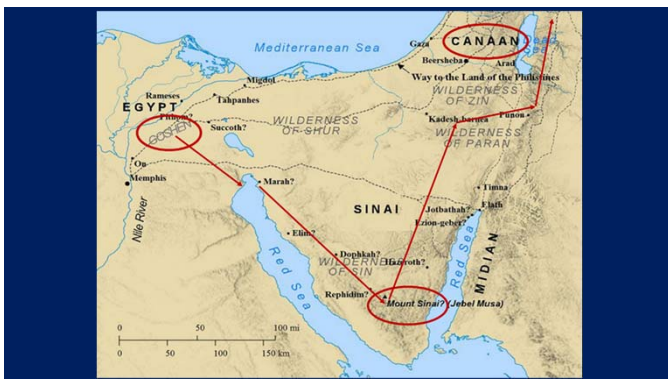 Mediterranean Sea
Gaza
CANAAN
Dead
Sea
Beersheba
Arad
Way to the Land of the Philistines
Migdol
WILDERNESS
OF ZIN
Rameses
Tahpanhes
EGYPT
Pithom?
GOSHEN
Succoth?
WILDERNESS
OF SHUR
Kadesh-barnea
Punon
WILDERNESS
OF PARAN
On
Memphis
Marah?
Timna
Nile River
SINAI
Jotbathah?
Elath
Ezion-geber?
Elim?
Red Sea
Dophkah?
WILDERNESS
OF SIN
Hazeroth?
Red Sea
MIDIAN
Rephidim?
Mount Sinai? (Jebel Musa)
0 50 100 mi
0 50 100 150 km